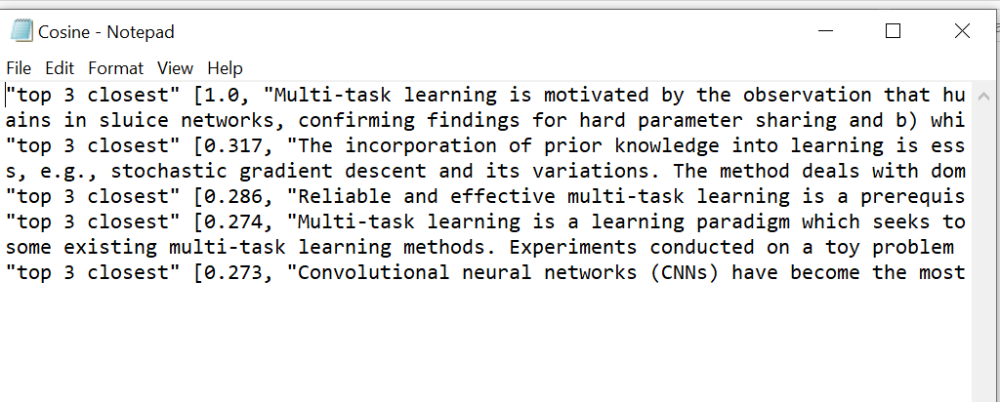 Cosine - Notepad
File Edit Format View Help
"top 3 closest" [1.0, "Multi-task learning is motivated by the observation that hu
ains in sluice networks, confirming findings for hard parameter sharing and b) whi
"top 3 closest" [0.317, "The incorporation of prior knowledge into learning is ess
s, e.g., stochastic gradient descent and its variations. The method deals with dom
"top 3 closest" [0.286, "Reliable and effective multi-task learning is a prerequis
"top 3 closest" [0.274, "Multi-task learning is a learning paradigm which seeks to
some existing multi-task learning methods. Experiments conducted on a toy problem
"top 3 closest" [0.273, "Convolutional neural networks (CNNs) have become the most